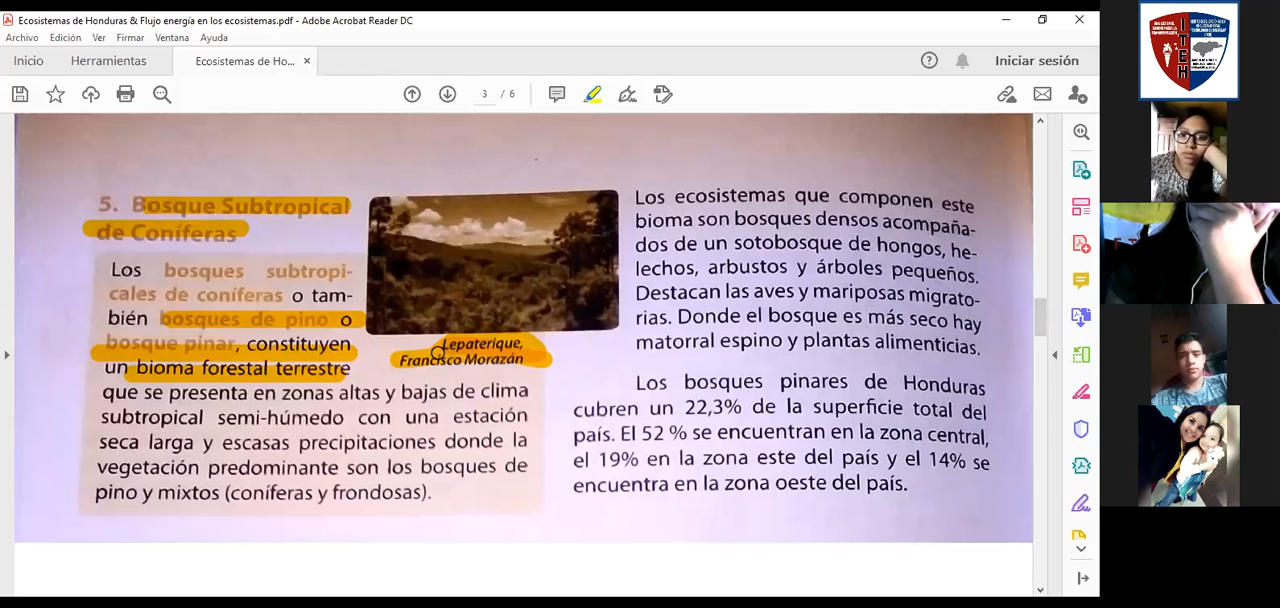 Ecosistemas de Honduras & Flujo energía en los ecosistemas.pdf - Adobe Acrobat Reader DC
Archivo Edición Ver Firmar Ventana Ayuda
Inicio Herramientas Ecosistemas de Ho... Iniciar sesión
3 / 6
5. Bosque Subtropical
de Coníferas
Los bosques subtropi-
cales de coníferas o tam-
bién bosques de pino o
bosque pinar, constituyen
un bioma forestal terrestre
que se presenta en zonas altas y bajas de clima
subtropical semi-húmedo con una estación
seca larga y escasas precipitaciones donde la
vegetación predominante son los bosques de
pino y mixtos (coníferas y frondosas).
Lepaterique,
Francisco Morazán
Los ecosistemas que componen este
bioma son bosques densos acompaña-
dos de un sotobosque de hongos, he-
lechos, arbustos y árboles pequeños.
Destacan las aves y mariposas migrato-
rias. Donde el bosque es más seco hay
matorral espino y plantas alimenticias.
Los bosques pinares de Honduras
cubren un 22,3% de la superficie total del
país. El 52 % se encuentran en la zona central,
el 19% en la zona este del país y el 14% se
encuentra en la zona oeste del país.
ITEH